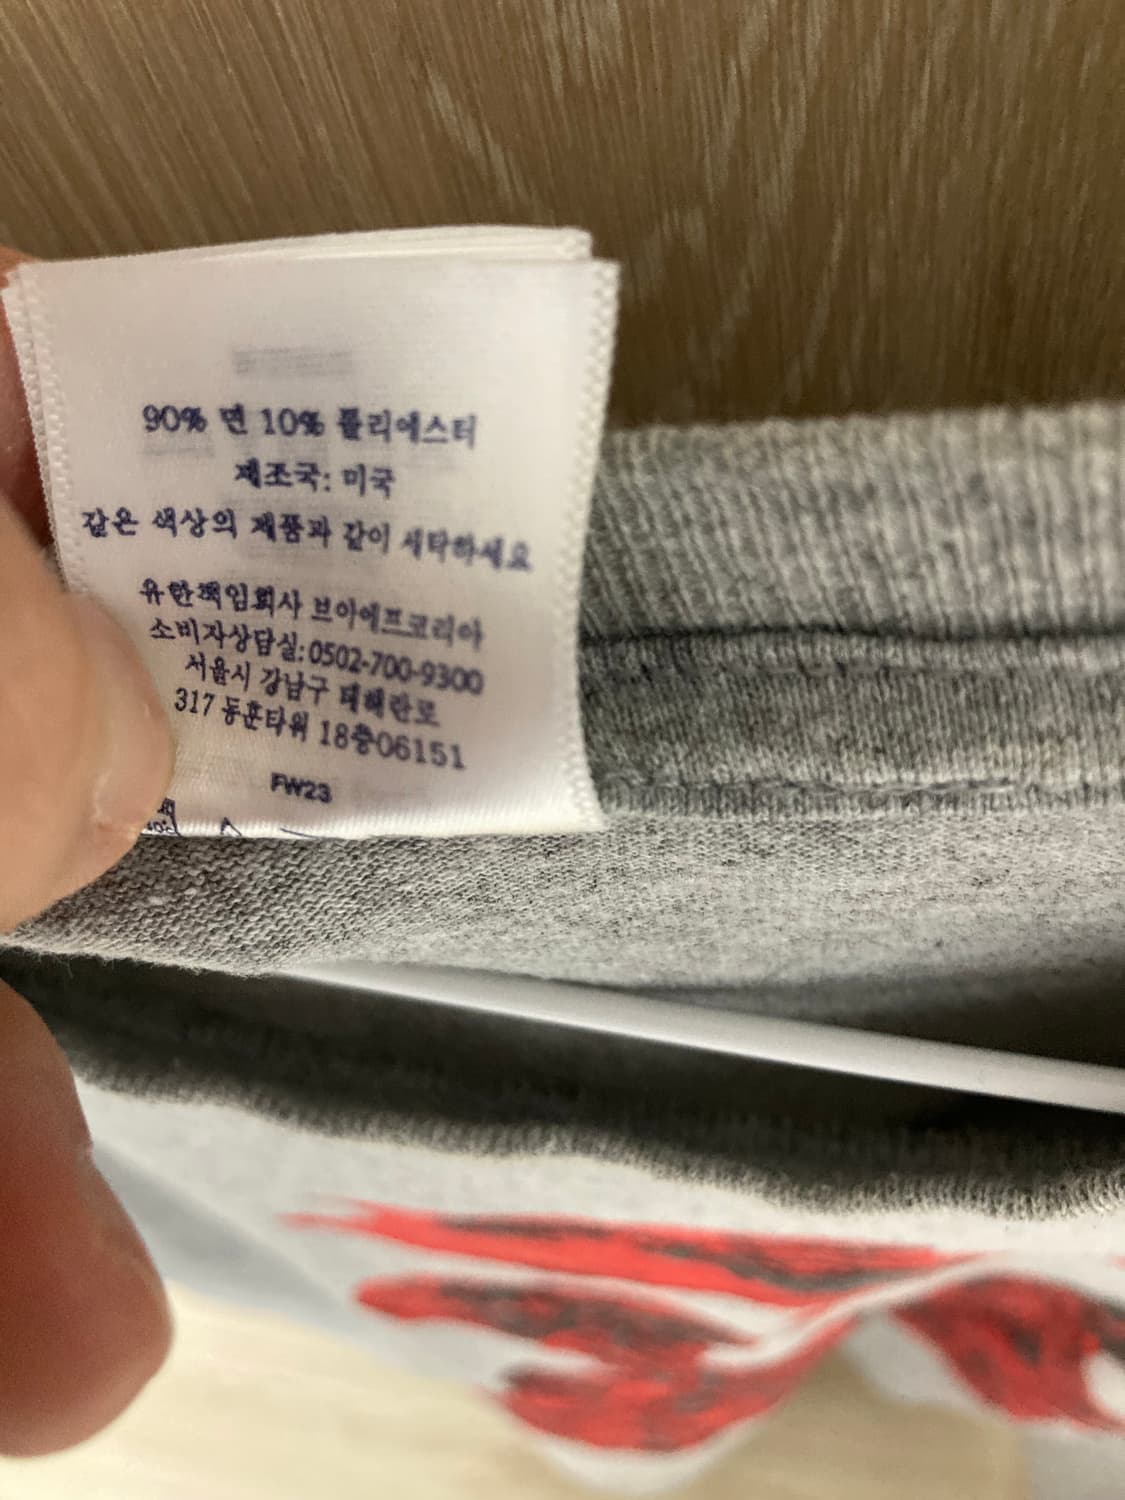 90% 면 10% 폴리에스터
제조국: 미국
같은 색상의 제품과 같이 세탁하세요
유한책임회사 브이에프코리아
소비자상담실: 0502-700-9300
서울시 강남구 테헤란로
317 동훈타워 18층06151
FW23